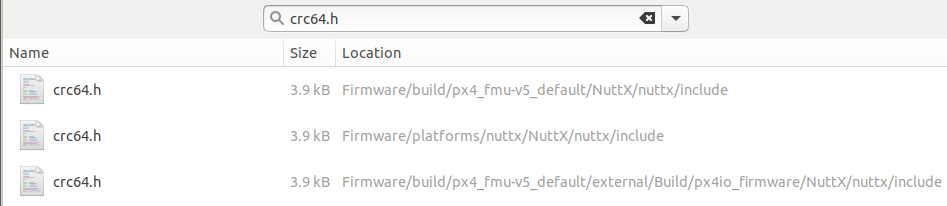 crc64.h
Name Size Location
crc64.h 3.9 kB Firmware/build/px4_fmu-v5_default/NuttX/nuttx/include
crc64.h 3.9 kB Firmware/platforms/nuttx/NuttX/nuttx/include
crc64.h 3.9 kB Firmware/build/px4_fmu-v5_default/external/Build/px4io_firmware/NuttX/nuttx/include